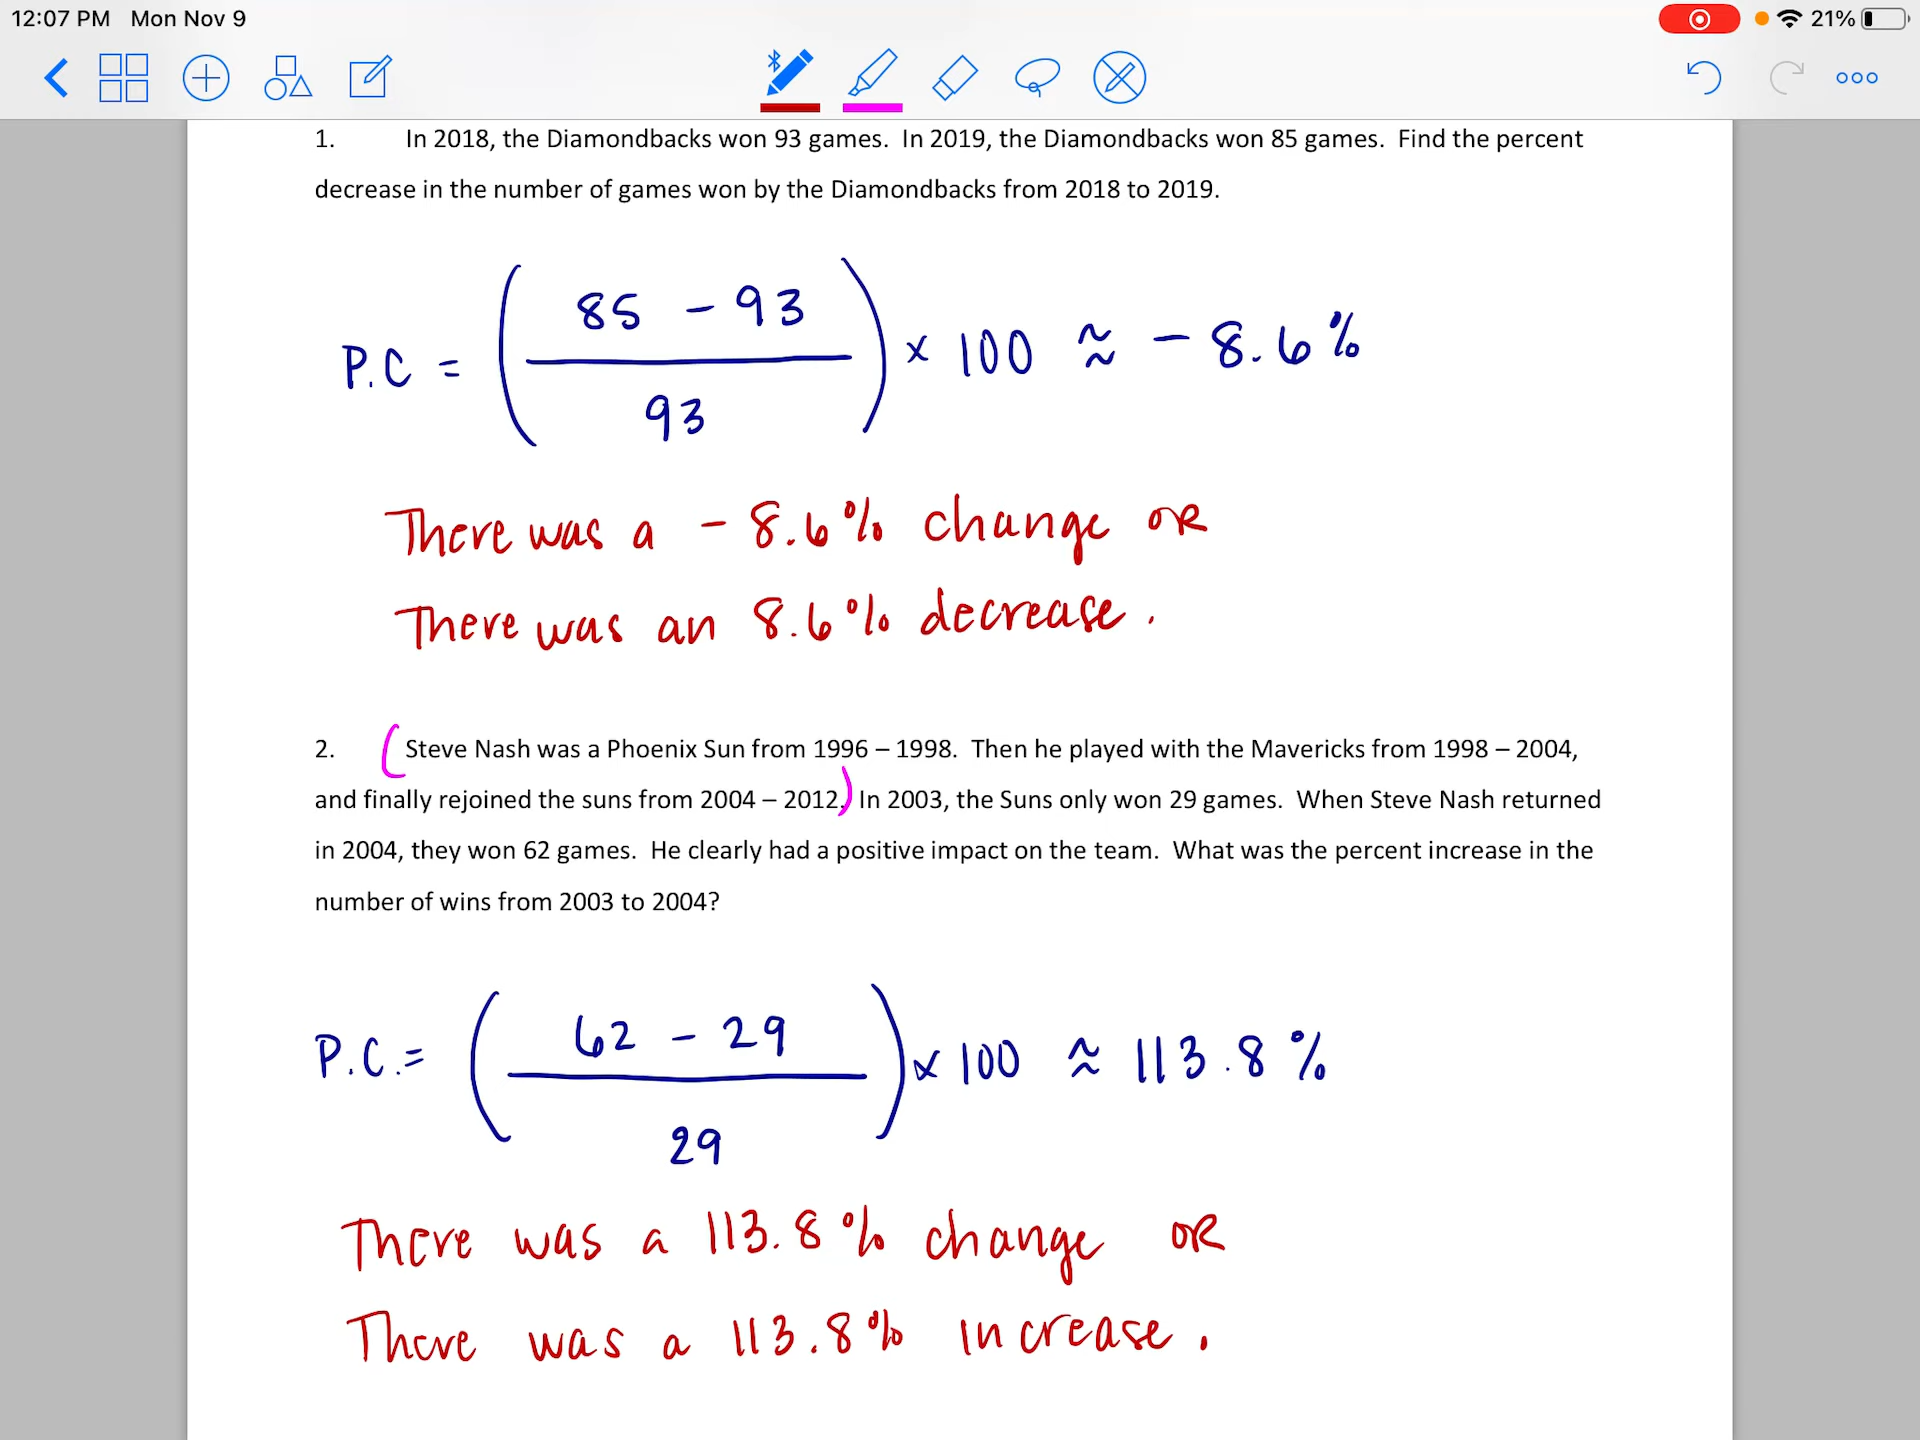 12:07 PM Mon Nov 9
21%
1. In 2018, the Diamondbacks won 93 games. In 2019, the Diamondbacks won 85 games. Find the percent
decrease in the number of games won by the Diamondbacks from 2018 to 2019.
85 - 93
P.C = ( ) x 100 ≈ - 8.6%
93
There was a - 8.6% change OR
There was an 8.6% decrease.
2. (Steve Nash was a Phoenix Sun from 1996 – 1998. Then he played with the Mavericks from 1998 – 2004,
and finally rejoined the suns from 2004 – 2012.) In 2003, the Suns only won 29 games. When Steve Nash returned
in 2004, they won 62 games. He clearly had a positive impact on the team. What was the percent increase in the
number of wins from 2003 to 2004?
62 - 29
P.C. = ( ) x 100 ≈ 113.8%
29
There was a 113.8% change OR
There was a 113.8% increase.